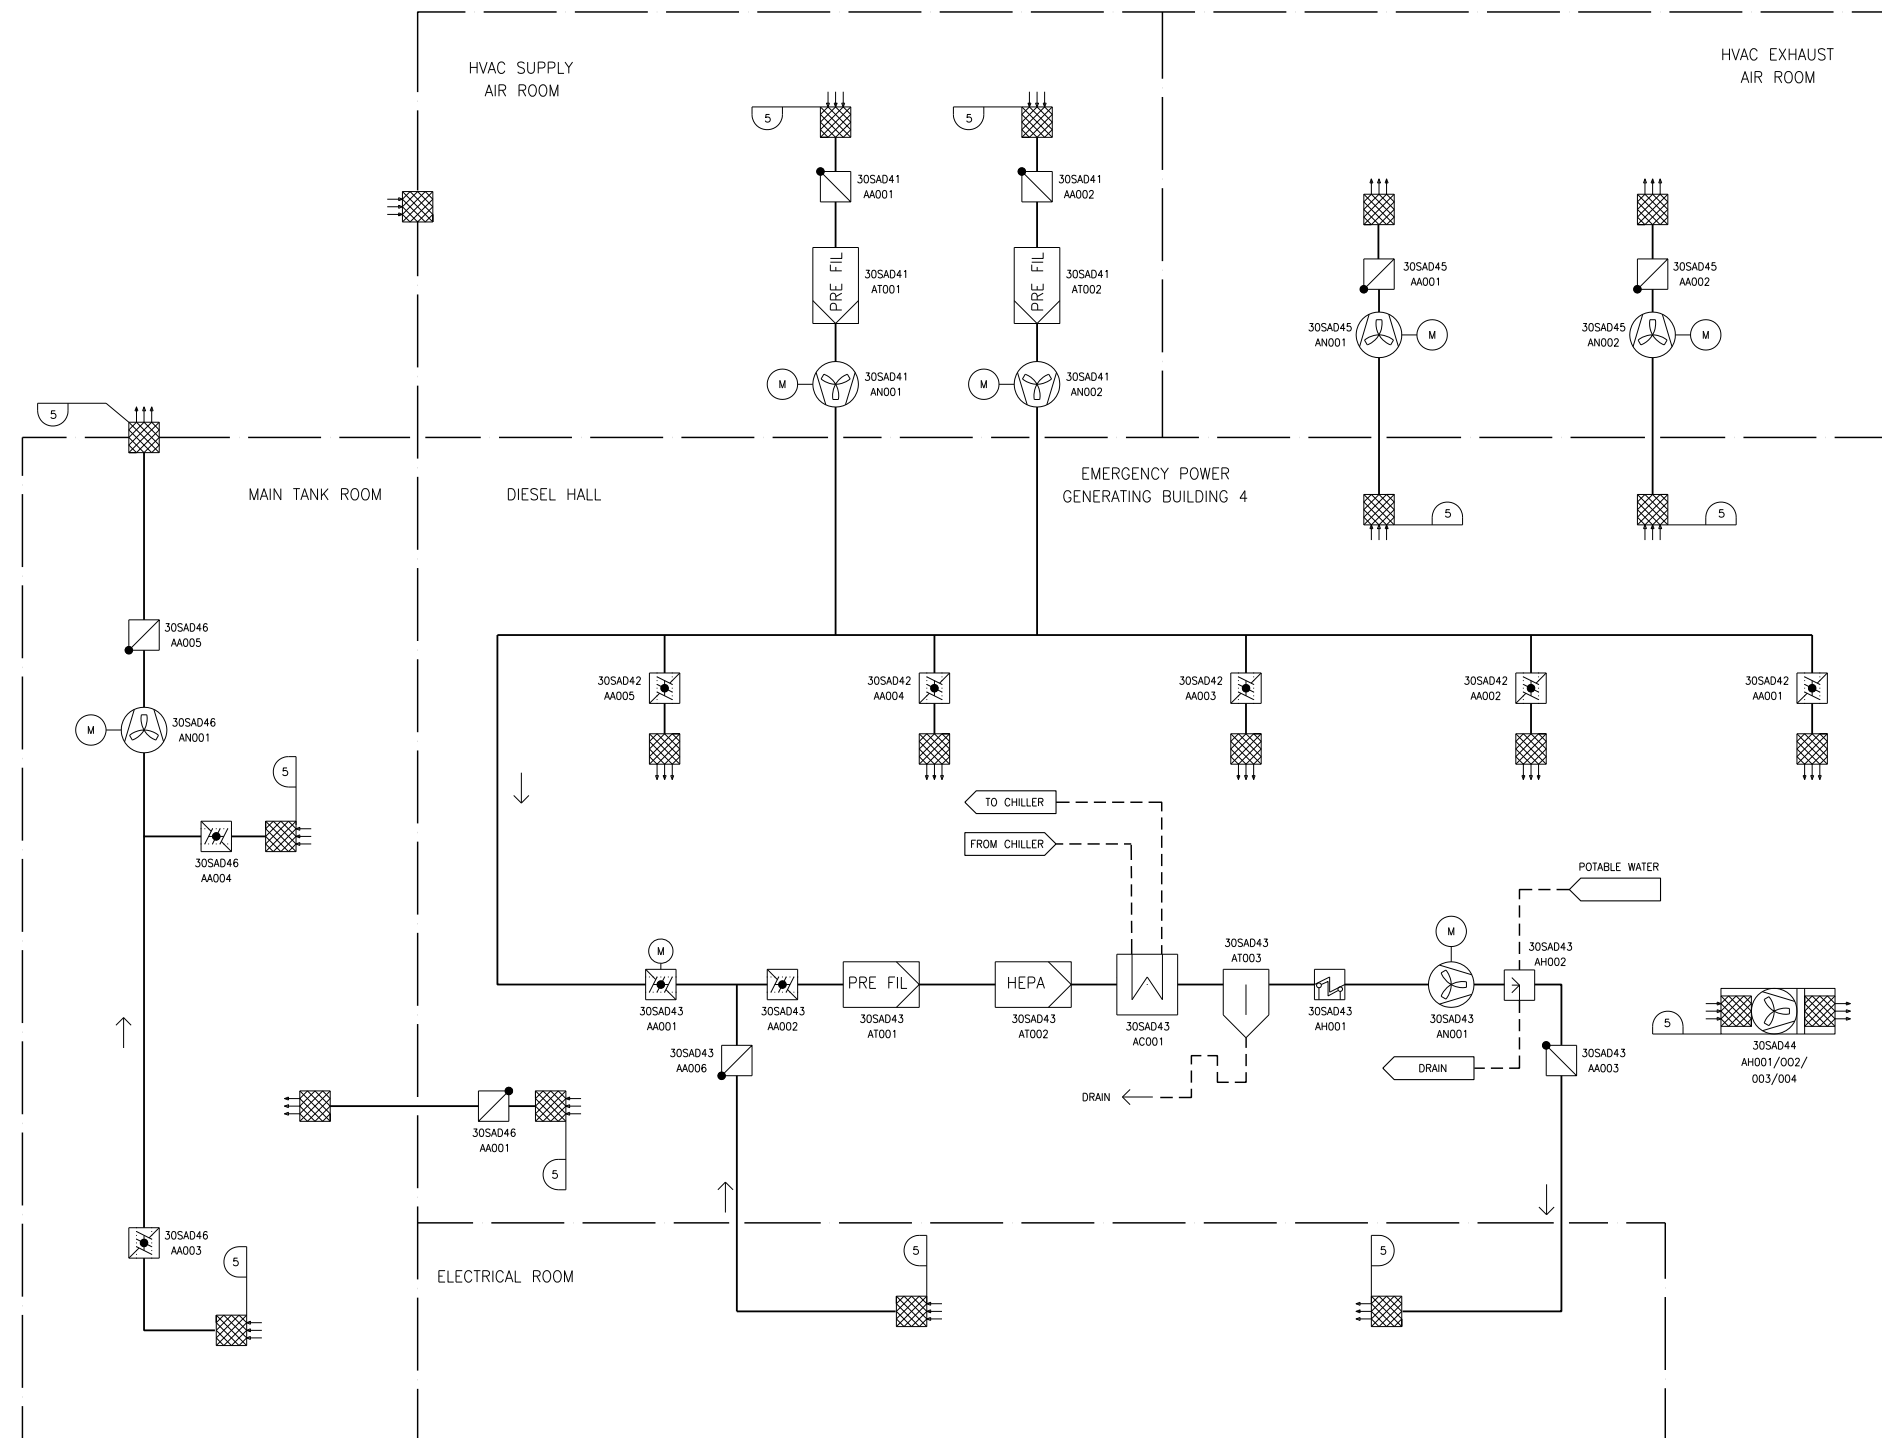 HVAC SUPPLY
AIR ROOM
HVAC EXHAUST
AIR ROOM
5
5
30SAD41
AA001
30SAD41
AA002
30SAD41
AT001
PRE FIL
30SAD41
AT002
PRE FIL
30SAD45
AA001
30SAD45
AA002
30SAD45
AN001
M
30SAD45
AN002
M
M
30SAD41
AN001
M
30SAD41
AN002
5
MAIN TANK ROOM
DIESEL HALL
EMERGENCY POWER
GENERATING BUILDING 4
5
5
30SAD46
AA005
M
30SAD46
AN001
30SAD42
AA005
30SAD42
AA004
30SAD42
AA003
30SAD42
AA002
30SAD42
AA001
5
30SAD46
AA004
TO CHILLER
FROM CHILLER
POTABLE WATER
M
30SAD43
AA001
30SAD43
AA002
PRE FIL
30SAD43
AT001
HEPA
30SAD43
AT002
30SAD43
AC001
30SAD43
AT003
30SAD43
AH001
M
30SAD43
AN001
30SAD43
AH002
5
30SAD44
AH001/002/
003/004
30SAD43
AA006
DRAIN
DRAIN
30SAD43
AA003
30SAD46
AA001
5
30SAD46
AA003
5
ELECTRICAL ROOM
5
5